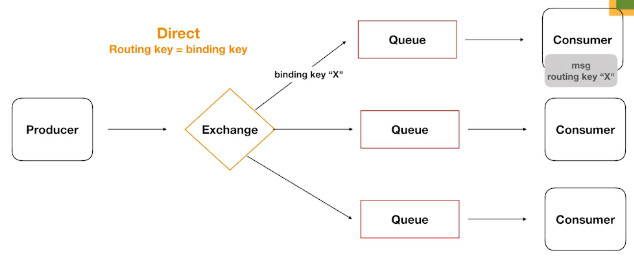 Direct
Routing key = binding key
Queue
Consumer
msg
routing key “X"
binding key “X"
Producer
Exchange
Queue
Consumer
Queue
Consumer